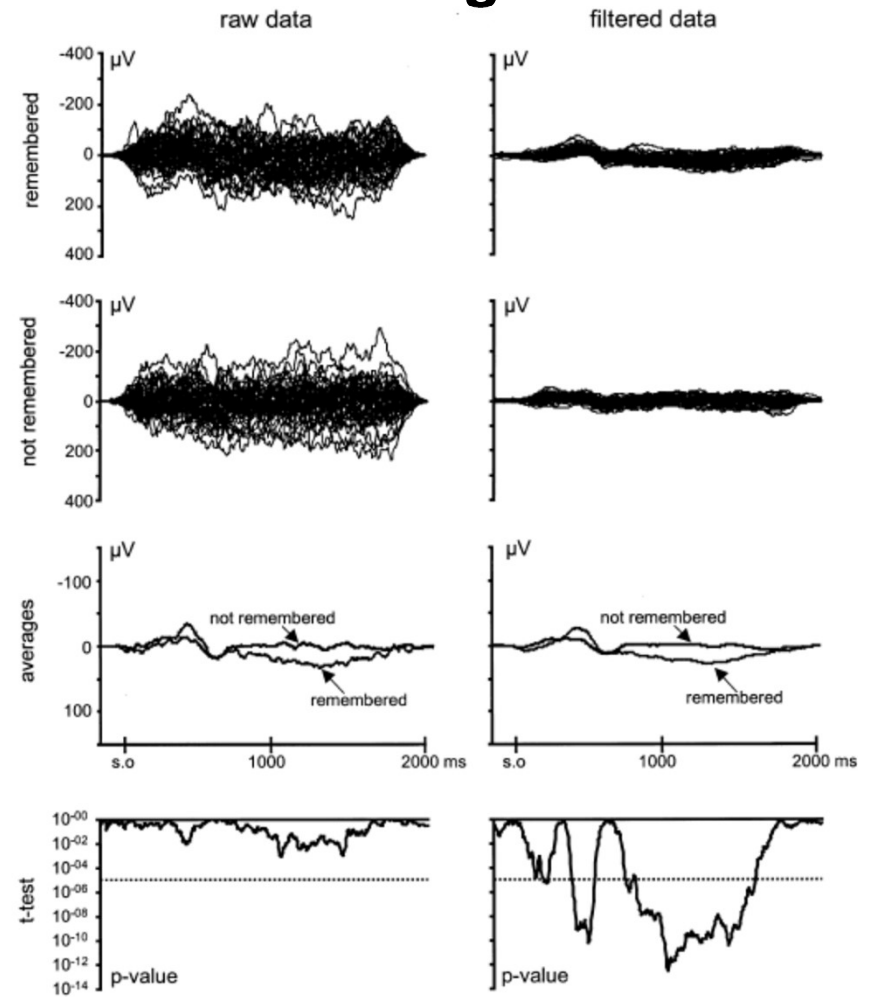 raw data
filtered data
remembered
-400
-200
0
200
400
µV
µV
not remembered
-400
-200
0
200
400
µV
µV
averages
-100
0
100
µV
not remembered
remembered
s.o
1000
2000 ms
µV
not remembered
remembered
s.o
1000
2000 ms
t-test
10-00
10-02
10-04
10-06
10-08
10-10
10-12
10-14
p-value
p-value